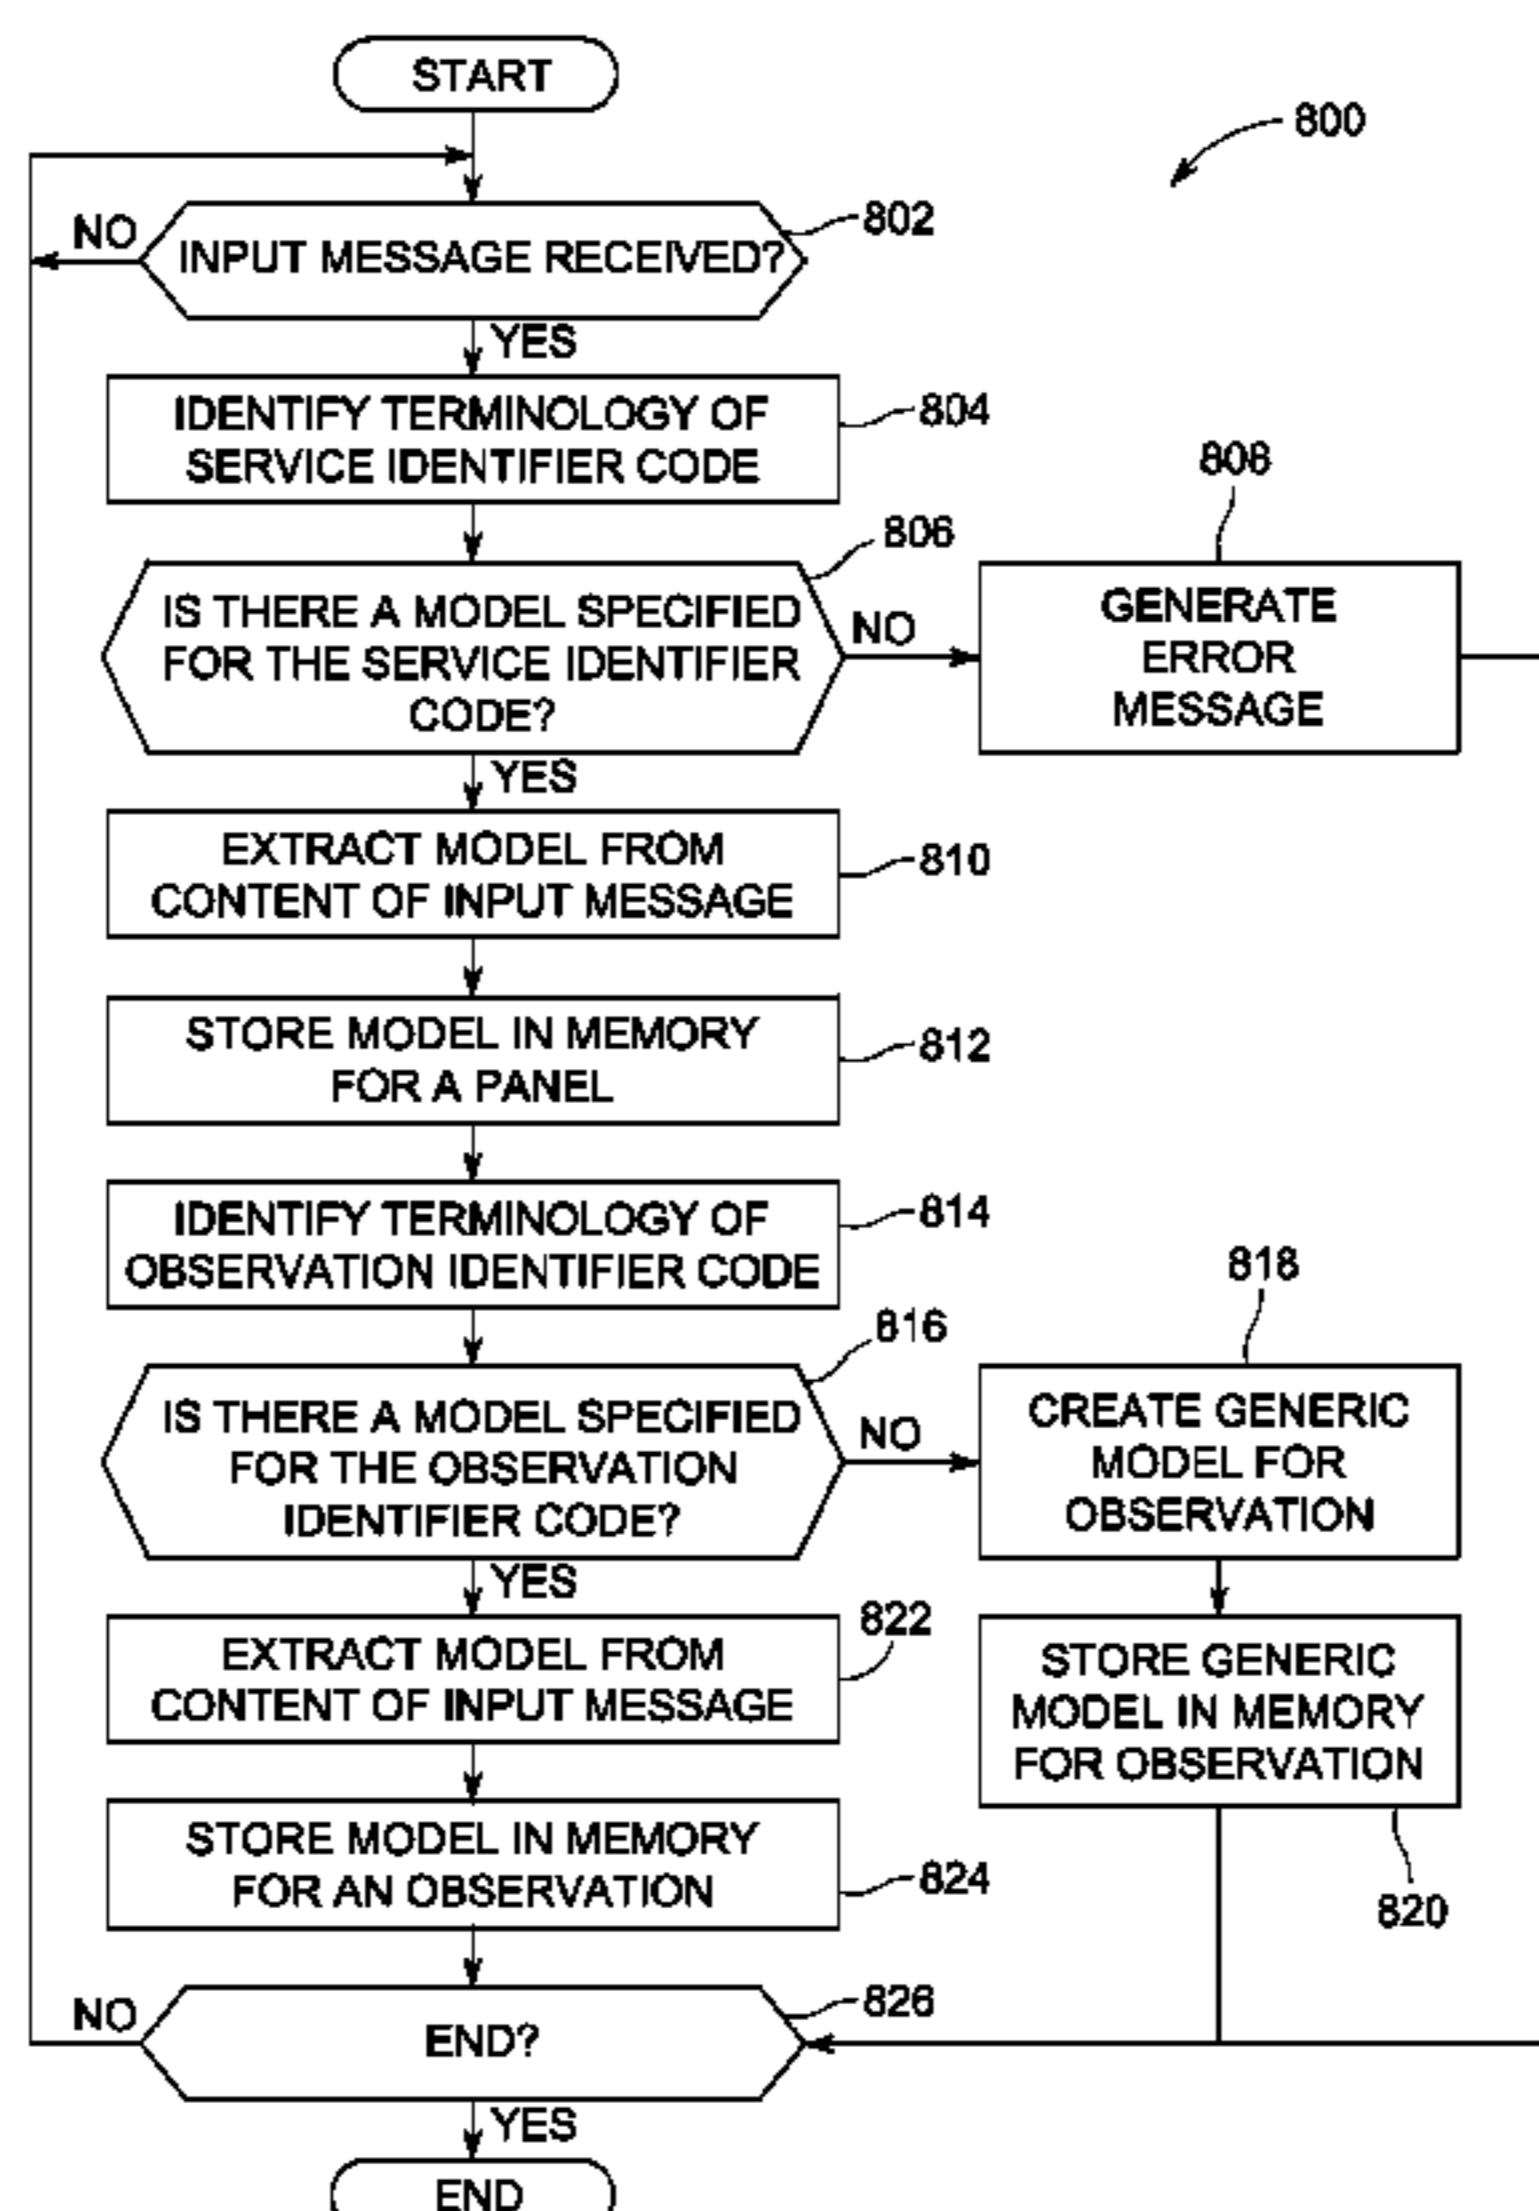 START
800
NO
INPUT MESSAGE RECEIVED?
802
YES
IDENTIFY TERMINOLOGY OF
SERVICE IDENTIFIER CODE
804
806
IS THERE A MODEL SPECIFIED
FOR THE SERVICE IDENTIFIER
CODE?
NO
808
GENERATE
ERROR
MESSAGE
YES
EXTRACT MODEL FROM
CONTENT OF INPUT MESSAGE
810
STORE MODEL IN MEMORY
FOR A PANEL
812
IDENTIFY TERMINOLOGY OF
OBSERVATION IDENTIFIER CODE
814
816
IS THERE A MODEL SPECIFIED
FOR THE OBSERVATION
IDENTIFIER CODE?
NO
818
CREATE GENERIC
MODEL FOR
OBSERVATION
YES
EXTRACT MODEL FROM
CONTENT OF INPUT MESSAGE
822
STORE GENERIC
MODEL IN MEMORY
FOR OBSERVATION
820
STORE MODEL IN MEMORY
FOR AN OBSERVATION
824
NO
END?
826
YES
END